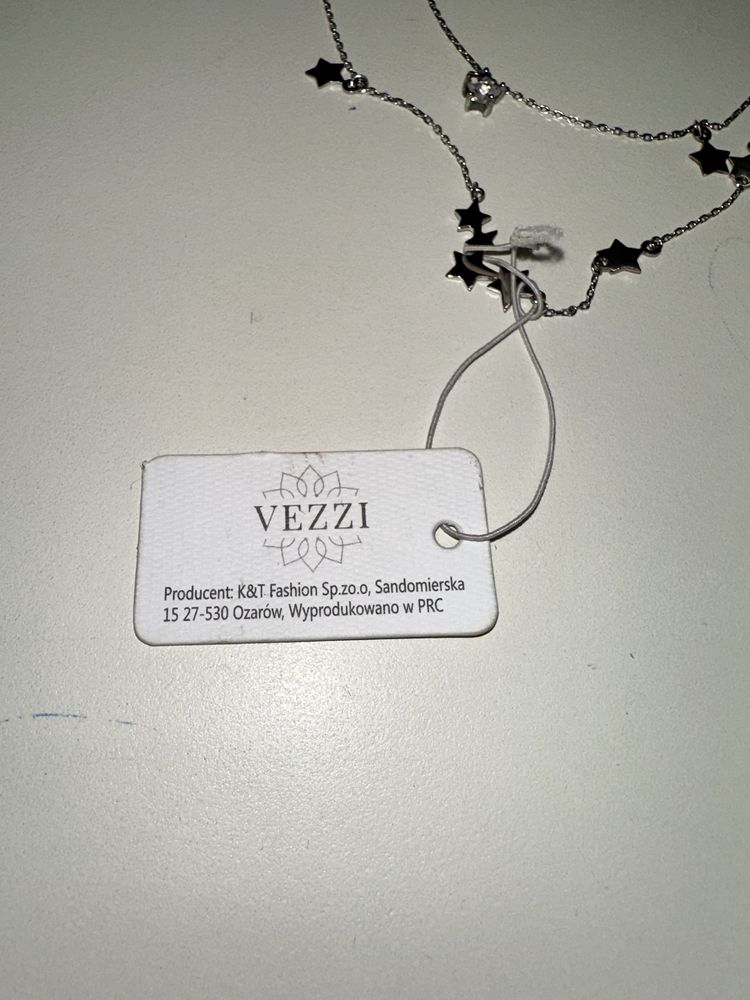 VEZZI
Producent: K&T Fashion Sp.zo.o, Sandomierska
15 27-530 Ozarów, Wyprodukowano w PRC